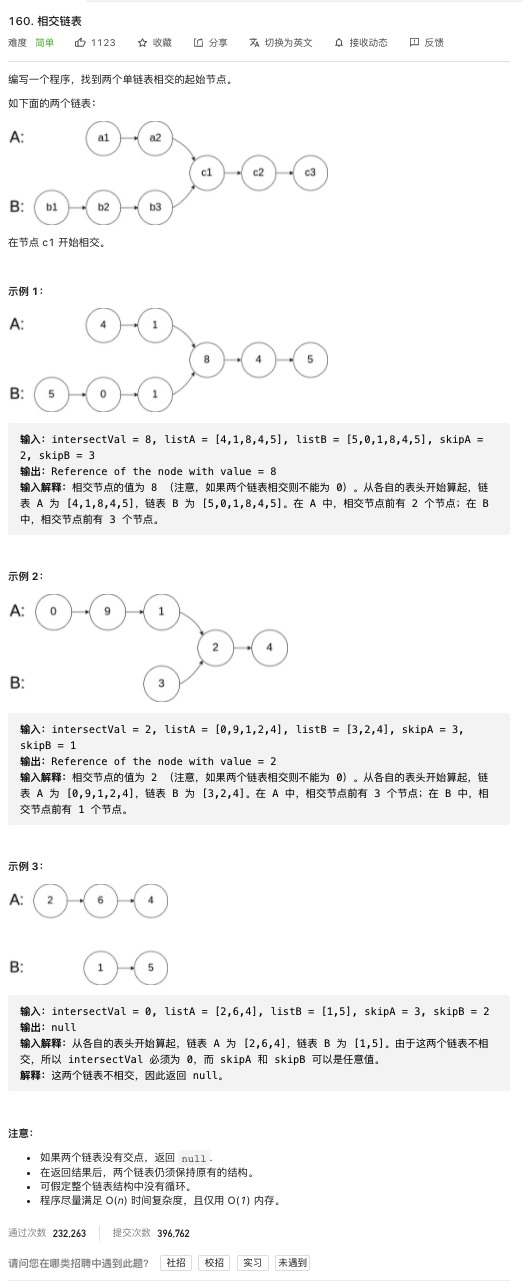 160. 相交链表
难度 简单 1123 收藏 分享 切换为英文 接收动态 反馈
编写一个程序，找到两个单链表相交的起始节点。
如下面的两个链表：
A: a1 a2
c1 c2 c3
B: b1 b2 b3
在节点 c1 开始相交。
示例 1：
A: 4 1
8 4 5
B: 5 0 1
输入：intersectVal = 8, listA = [4,1,8,4,5], listB = [5,0,1,8,4,5], skipA =
2, skipB = 3
输出：Reference of the node with value = 8
输入解释：相交节点的值为 8 （注意，如果两个链表相交则不能为 0）。从各自的表头开始算起，链
表 A 为 [4,1,8,4,5]，链表 B 为 [5,0,1,8,4,5]。在 A 中，相交节点前有 2 个节点；在 B
中，相交节点前有 3 个节点。
示例 2：
A: 0 9 1
2 4
B: 3
输入：intersectVal = 2, listA = [0,9,1,2,4], listB = [3,2,4], skipA = 3,
skipB = 1
输出：Reference of the node with value = 2
输入解释：相交节点的值为 2 （注意，如果两个链表相交则不能为 0）。从各自的表头开始算起，链
表 A 为 [0,9,1,2,4]，链表 B 为 [3,2,4]。在 A 中，相交节点前有 3 个节点；在 B 中，相
交节点前有 1 个节点。
示例 3：
A: 2 6 4
B: 1 5
输入：intersectVal = 0, listA = [2,6,4], listB = [1,5], skipA = 3, skipB = 2
输出：null
输入解释：从各自的表头开始算起，链表 A 为 [2,6,4]，链表 B 为 [1,5]。由于这两个链表不相
交，所以 intersectVal 必须为 0，而 skipA 和 skipB 可以是任意值。
解释：这两个链表不相交，因此返回 null。
注意：
• 如果两个链表没有交点，返回 null.
• 在返回结果后，两个链表仍须保持原有的结构。
• 可假定整个链表结构中没有循环。
• 程序尽量满足 O(n) 时间复杂度，且仅用 O(1) 内存。
通过次数 232,263 提交次数 396,762
请问您在哪类招聘中遇到此题？ 社招 校招 实习 未遇到